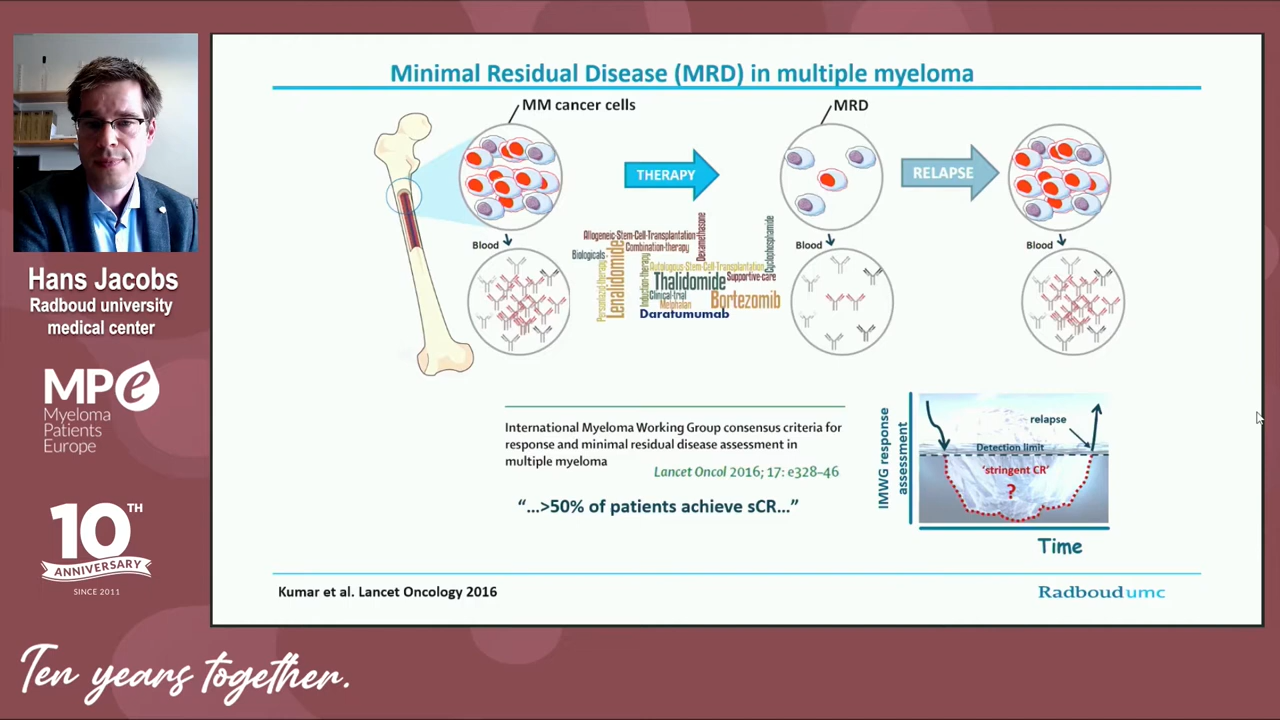 Minimal Residual Disease (MRD) in multiple myeloma
MM cancer cells
MRD
THERAPY
RELAPSE
Blood
Blood
Blood
Allogeneic-Stem-Cell-Transplantation
Combination-therapy
Biologicals
Dexamethasone
Cyclophosphamide
Lenalidomide
Induction-therapy
Autologous-Stem-Cell-Transplantation
Thalidomide
Supportive-care
Clinical-trial
Melphalan
Bortezomib
Daratumumab
Hans Jacobs
Radboud university
medical center
MPe
Myeloma
Patients
Europe
10TH
ANNIVERSARY
SINCE 2011
International Myeloma Working Group consensus criteria for
response and minimal residual disease assessment in
multiple myeloma
Lancet Oncol 2016; 17: e328–46
“...>50% of patients achieve sCR...”
IMWG response
assessment
relapse
Detection limit
‘stringent CR’
?
Time
Kumar et al. Lancet Oncology 2016
Radboudumc
Ten years together.